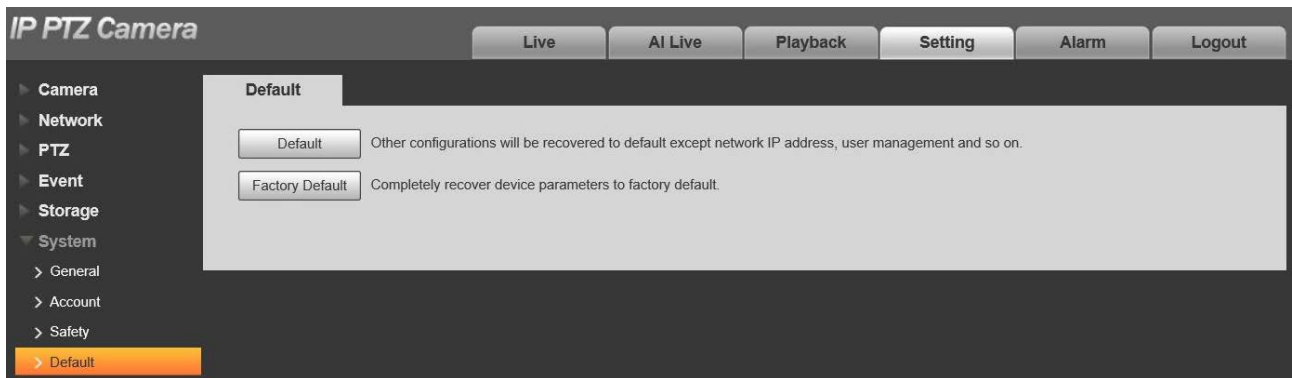 IP PTZ Camera
Live AI Live Playback Setting Alarm Logout
Camera
Network
PTZ
Event
Storage
System
General
Account
Safety
Default
Default
Default Other configurations will be recovered to default except network IP address, user management and so on.
Factory Default Completely recover device parameters to factory default.